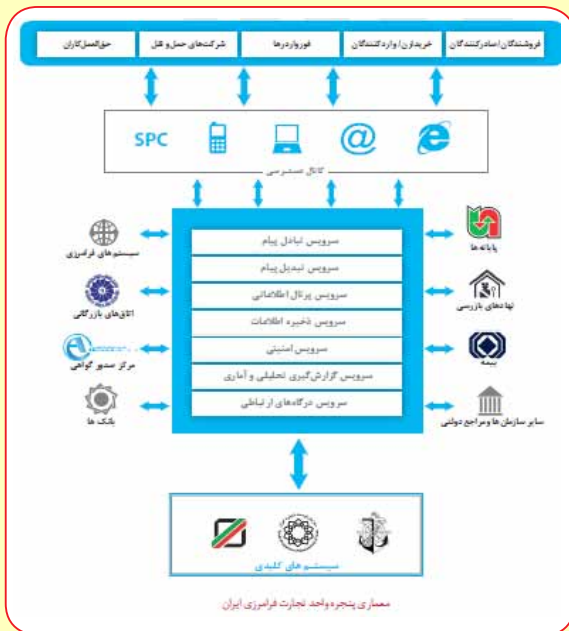 فروشندگان/صادرکنندگان
خریداران/واردکنندگان
فورواردرها
شرکت‌های حمل و نقل
حق‌العمل‌کاران
SPC
کانال دسترسی
سرویس تبادل پیام
سرویس تبدیل پیام
سرویس پرتال اطلاعاتی
سرویس ذخیره اطلاعات
سرویس امنیتی
سرویس گزارش‌گیری تحلیلی و آماری
سرویس درگاه‌های ارتباطی
پایانه ها
نهادهای بازرسی
بیمه
سایر سازمان ها و مراجع دولتی
سیستم‌های فرامرزی
اتاق‌های بازرگانی
مرکز صدور گواهی
بانک ها
سیستم های کلیدی
معماری پنجره واحد تجارت فرامرزی ایران